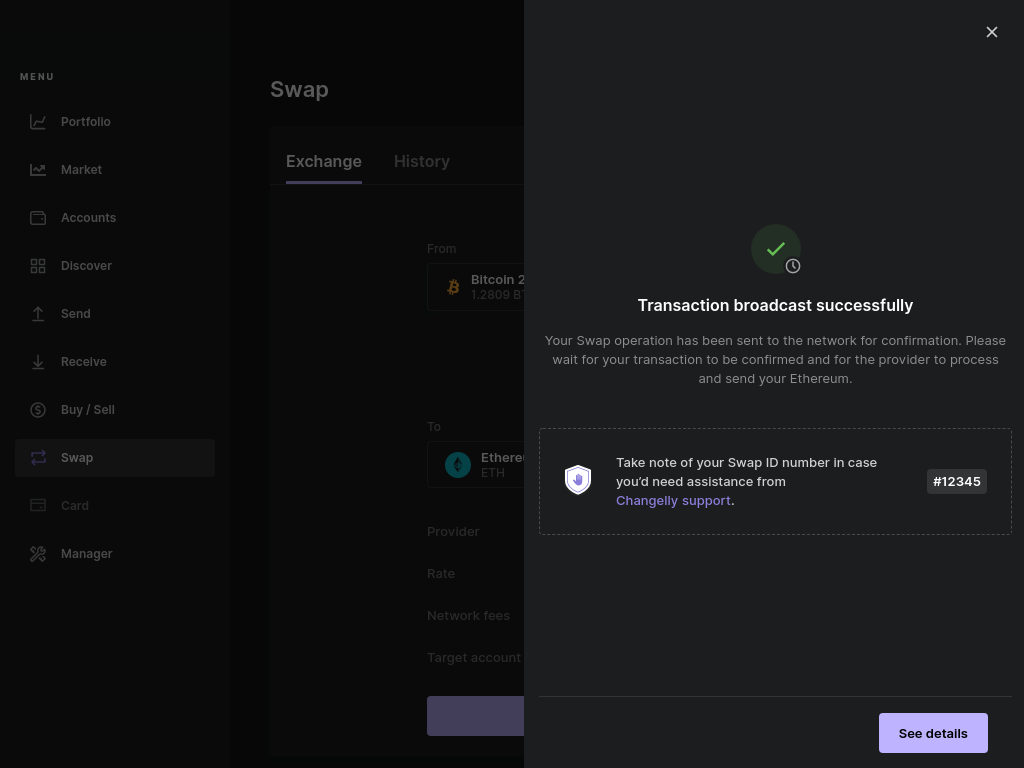 MENU
Portfolio
Market
Accounts
Discover
Send
Receive
Buy / Sell
Swap
Card
Manager
Swap
Exchange
History
From
Bitcoin 2
1.2809
To
ETH
Provider
Rate
Network fees
Target account
Transaction broadcast successfully
Your Swap operation has been sent to the network for confirmation. Please
wait for your transaction to be confirmed and for the provider to process
and send your Ethereum.
Take note of your Swap ID number in case
you’d need assistance from
Changelly support.
#12345
See details